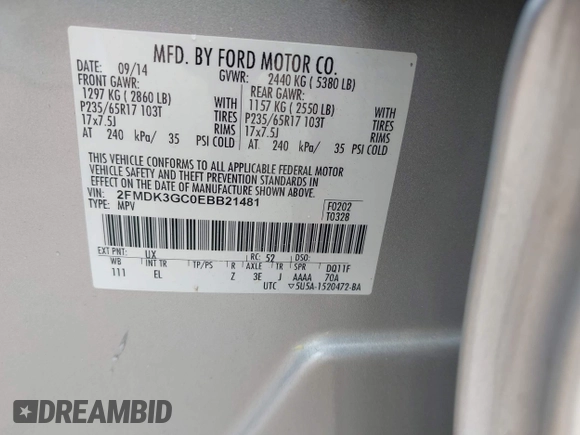 MFD. BY FORD MOTOR CO.
DATE: 09/14 GVWR: 2440 KG ( 5380 LB)
FRONT GAWR: REAR GAWR:
1297 KG ( 2860 LB) WITH 1157 KG ( 2550 LB) WITH
P235/65R17 103T TIRES P235/65R17 103T TIRES
17x7.5J RIMS 17x7.5J RIMS
AT 240 kPa/ 35 PSI COLD AT 240 kPa/ 35 PSI COLD
THIS VEHICLE CONFORMS TO ALL APPLICABLE FEDERAL MOTOR
VEHICLE SAFETY AND THEFT PREVENTION STANDARDS IN
EFFECT ON THE DATE OF MANUFACTURE SHOWN ABOVE.
VIN: 2FMDK3GC0EBB21481 F0202
TYPE: MPV T0328
EXT PNT: UX RC: 52 DSO:
WB INT TR TP/PS R AXLE TR SPR DQ11F
111 EL Z 3E J AAAA 70A
UTC ▽5U5A-1520472-BA
DREAMBID